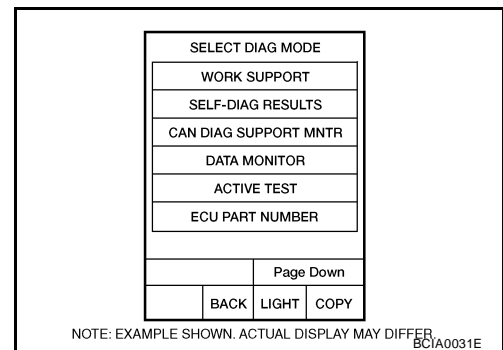 SELECT DIAG MODE
WORK SUPPORT
SELF-DIAG RESULTS
CAN DIAG SUPPORT MNTR
DATA MONITOR
ACTIVE TEST
ECU PART NUMBER
Page Down
BACK LIGHT COPY
NOTE: EXAMPLE SHOWN. ACTUAL DISPLAY MAY DIFFER.
BCIA0031E